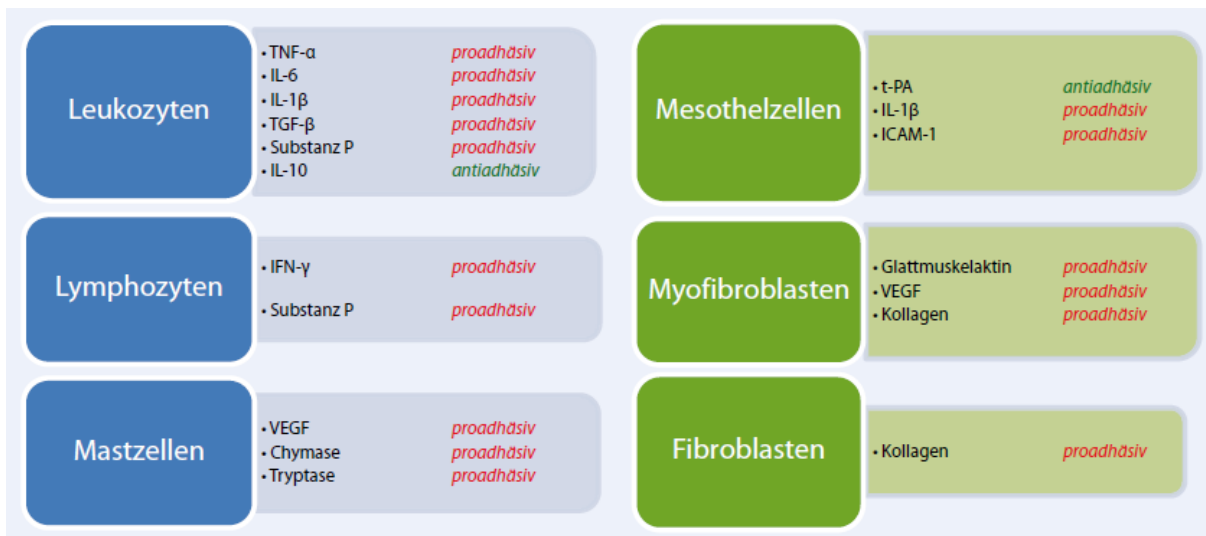 Leukozyten
• TNF-α proadhäsiv
• IL-6 proadhäsiv
• IL-1β proadhäsiv
• TGF-β proadhäsiv
• Substanz P proadhäsiv
• IL-10 antiadhäsiv
Lymphozyten
• IFN-γ proadhäsiv
• Substanz P proadhäsiv
Mastzellen
• VEGF proadhäsiv
• Chymase proadhäsiv
• Tryptase proadhäsiv
Mesothelzellen
• t-PA antiadhäsiv
• IL-1β proadhäsiv
• ICAM-1 proadhäsiv
Myofibroblasten
• Glattmuskelaktin proadhäsiv
• VEGF proadhäsiv
• Kollagen proadhäsiv
Fibroblasten
• Kollagen proadhäsiv